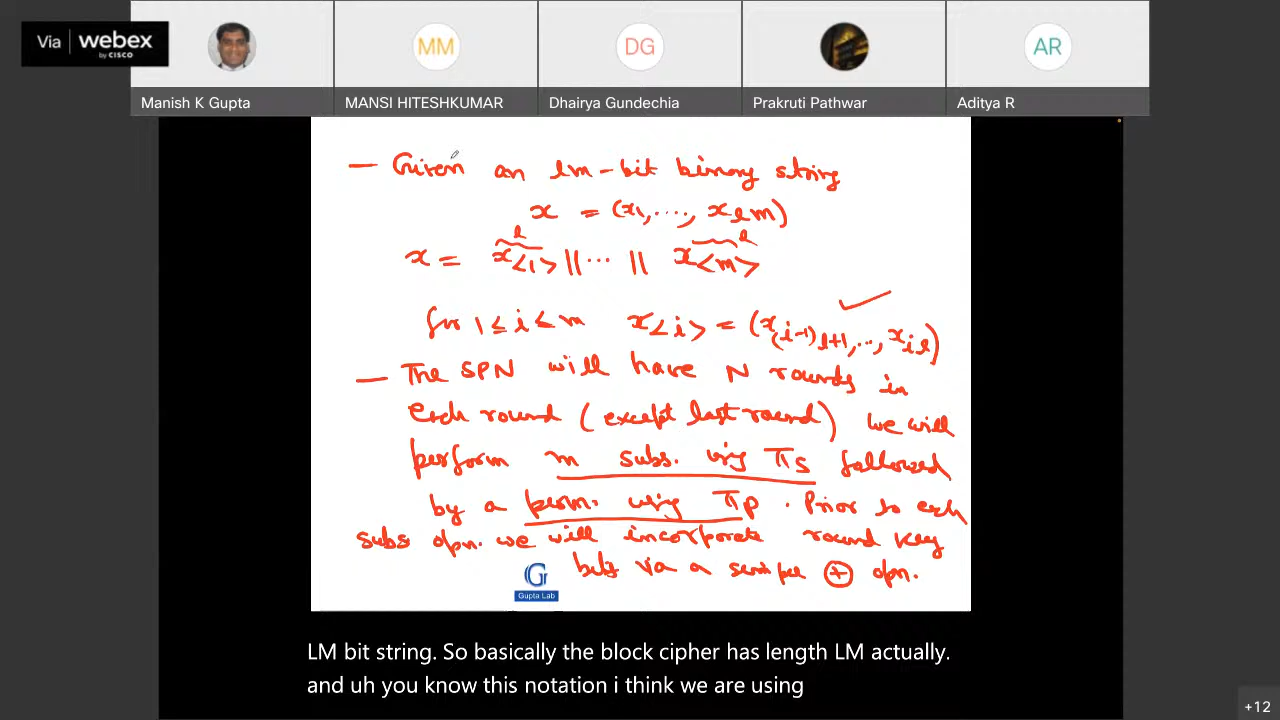 Via webex
by CISCO
MM
DG
AR
Manish K Gupta
MANSI HITESHKUMAR
Dhairya Gundechia
Prakruti Pathwar
Aditya R
— Given an lm-bit binary string
x = (x1, ..., xlm)
l l
x = x<1> || ... || x<m>
for 1 ≤ i ≤ m x<i> = (x(i-1)l+1, ..., xil)
— The SPN will have N rounds in
each round (except last round) we will
perform m subs. using πs followed
by a perm. using πp. Prior to each
subs opn. we will incorporate round key
bits via a simple ⊕ opn.
G
Gupta Lab
LM bit string. So basically the block cipher has length LM actually.
and uh you know this notation i think we are using
+12